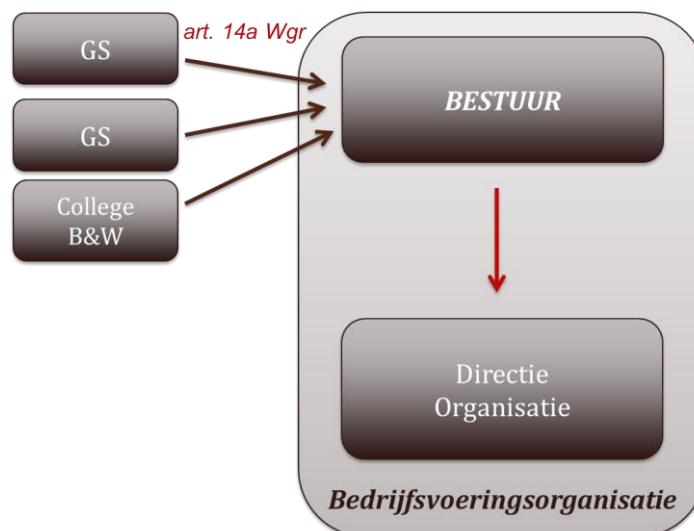 GS
art. 14a Wgr
GS
College
B&W
BESTUUR
Directie
Organisatie
Bedrijfsvoeringsorganisatie